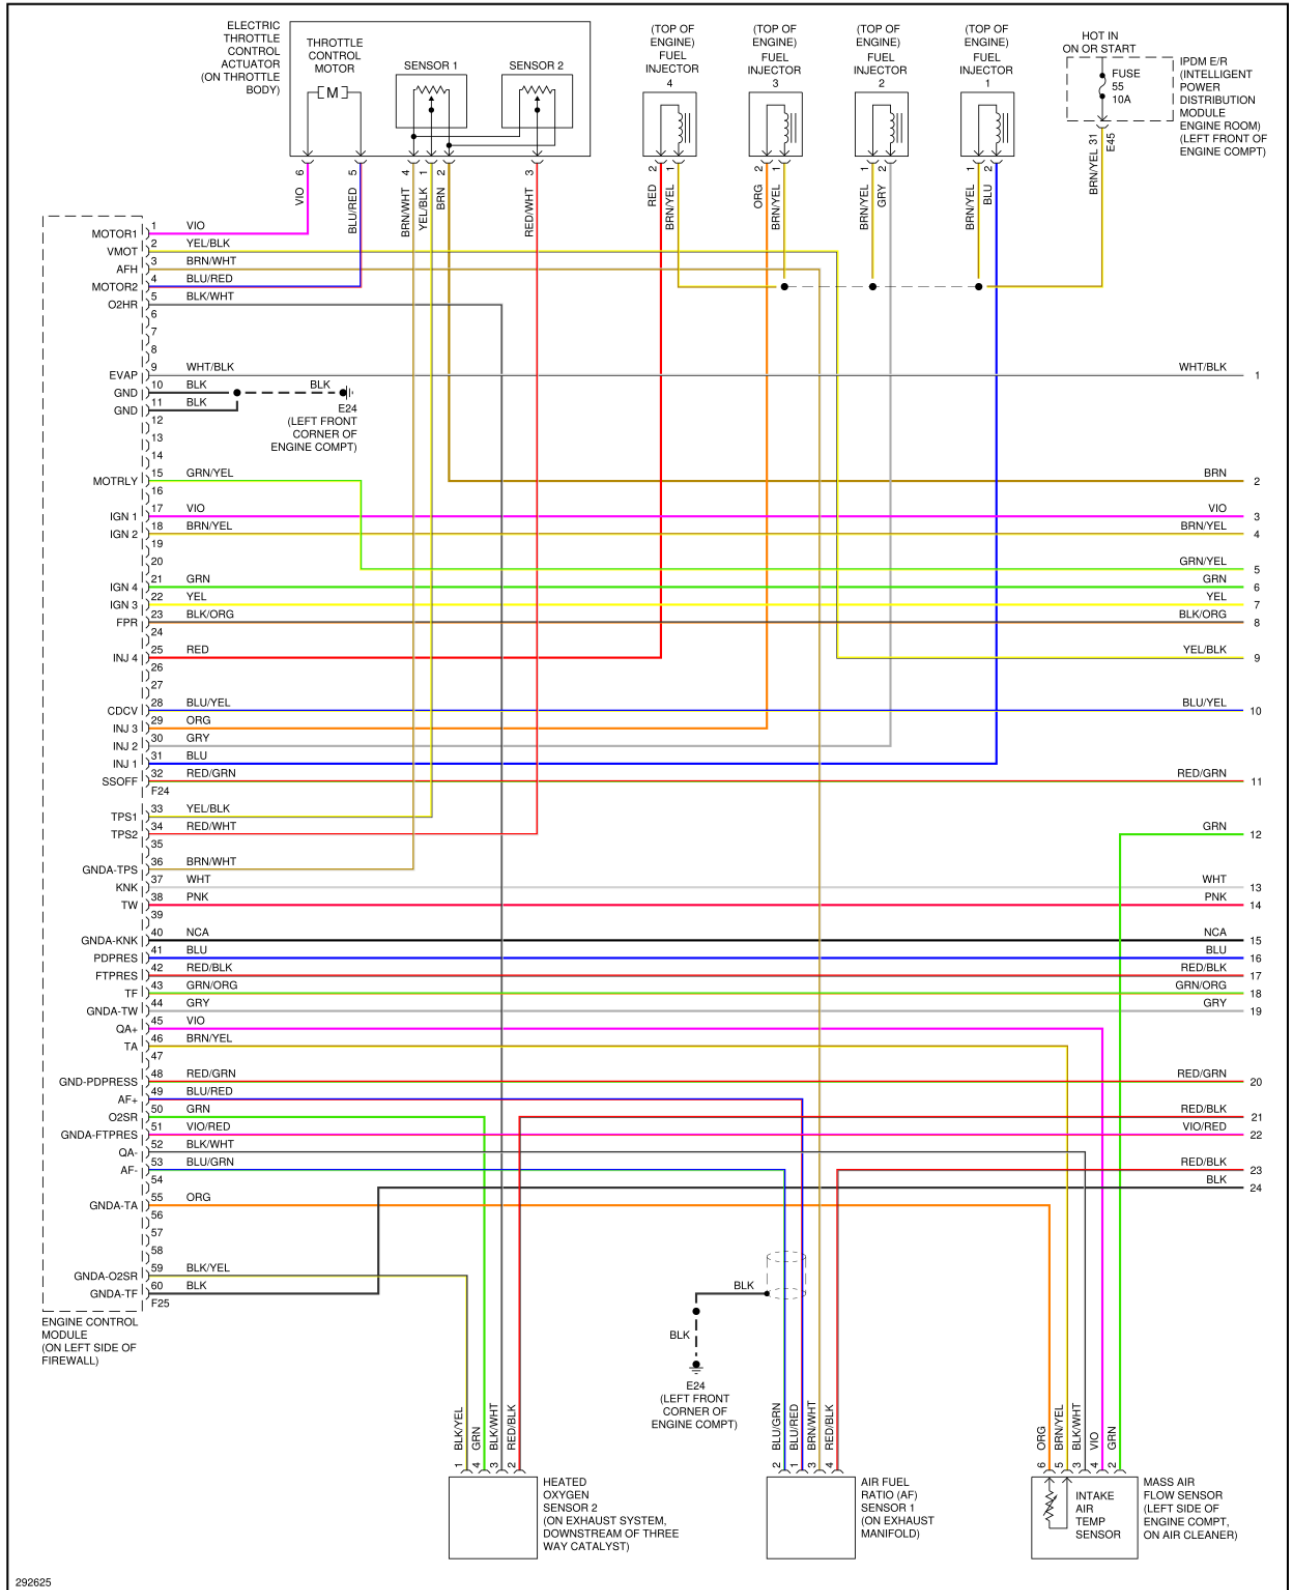 ELECTRIC
THROTTLE
CONTROL
ACTUATOR
(ON THROTTLE
BODY)
THROTTLE
CONTROL
MOTOR
M
SENSOR 1
SENSOR 2
(TOP OF
ENGINE)
FUEL
INJECTOR
4
(TOP OF
ENGINE)
FUEL
INJECTOR
3
(TOP OF
ENGINE)
FUEL
INJECTOR
2
(TOP OF
ENGINE)
FUEL
INJECTOR
1
HOT IN
ON OR START
FUSE
55
10A
IPDM E/R
(INTELLIGENT
POWER
DISTRIBUTION
MODULE
ENGINE ROOM)
(LEFT FRONT OF
ENGINE COMPT)
6 VIO
5 BLU/RED
4 BRN/WHT
1 YEL/BLK
2 BRN
3 RED/WHT
2 RED
1 BRN/YEL
2 ORG
1 BRN/YEL
1 BRN/YEL
2 GRY
1 BRN/YEL
2 BLU
BRN/YEL 31 E45
MOTOR1 1 VIO
VMOT 2 YEL/BLK
AFH 3 BRN/WHT
MOTOR2 4 BLU/RED
O2HR 5 BLK/WHT
6
7
8
EVAP 9 WHT/BLK WHT/BLK 1
GND 10 BLK BLK
GND 11 BLK
E24
(LEFT FRONT
CORNER OF
ENGINE COMPT)
12
13
14
MOTRLY 15 GRN/YEL
BRN 2
16
IGN 1 17 VIO VIO 3
IGN 2 18 BRN/YEL BRN/YEL 4
19
20
GRN/YEL 5
IGN 4 21 GRN GRN 6
IGN 3 22 YEL YEL 7
FPR 23 BLK/ORG BLK/ORG 8
24
INJ 4 25 RED
YEL/BLK 9
26
27
CDCV 28 BLU/YEL BLU/YEL 10
INJ 3 29 ORG
INJ 2 30 GRY
INJ 1 31 BLU
SSOFF 32 RED/GRN RED/GRN 11
F24
TPS1 33 YEL/BLK
TPS2 34 RED/WHT
GRN 12
35
GNDA-TPS 36 BRN/WHT
KNK 37 WHT WHT 13
TW 38 PNK PNK 14
39
GNDA-KNK 40 NCA NCA 15
PDPRES 41 BLU BLU 16
FTPRES 42 RED/BLK RED/BLK 17
TF 43 GRN/ORG GRN/ORG 18
GNDA-TW 44 GRY GRY 19
QA+ 45 VIO
TA 46 BRN/YEL
47
GND-PDPRESS 48 RED/GRN RED/GRN 20
AF+ 49 BLU/RED
O2SR 50 GRN
RED/BLK 21
GNDA-FTPRES 51 VIO/RED VIO/RED 22
QA- 52 BLK/WHT
AF- 53 BLU/GRN
RED/BLK 23
54
BLK 24
GNDA-TA 55 ORG
56
57
58
GNDA-O2SR 59 BLK/YEL
GNDA-TF 60 BLK
F25
ENGINE CONTROL
MODULE
(ON LEFT SIDE OF
FIREWALL)
BLK
BLK
E24
(LEFT FRONT
CORNER OF
ENGINE COMPT)
1 BLK/YEL
4 GRN
3 BLK/WHT
2 RED/BLK
2 BLU/GRN
1 BLU/RED
3 BRN/WHT
4 RED/BLK
6 ORG
5 BRN/YEL
3 BLK/WHT
4 VIO
2 GRN
HEATED
OXYGEN
SENSOR 2
(ON EXHAUST SYSTEM,
DOWNSTREAM OF THREE
WAY CATALYST)
AIR FUEL
RATIO (AF)
SENSOR 1
(ON EXHAUST
MANIFOLD)
INTAKE
AIR
TEMP
SENSOR
MASS AIR
FLOW SENSOR
(LEFT SIDE OF
ENGINE COMPT,
ON AIR CLEANER)
292625